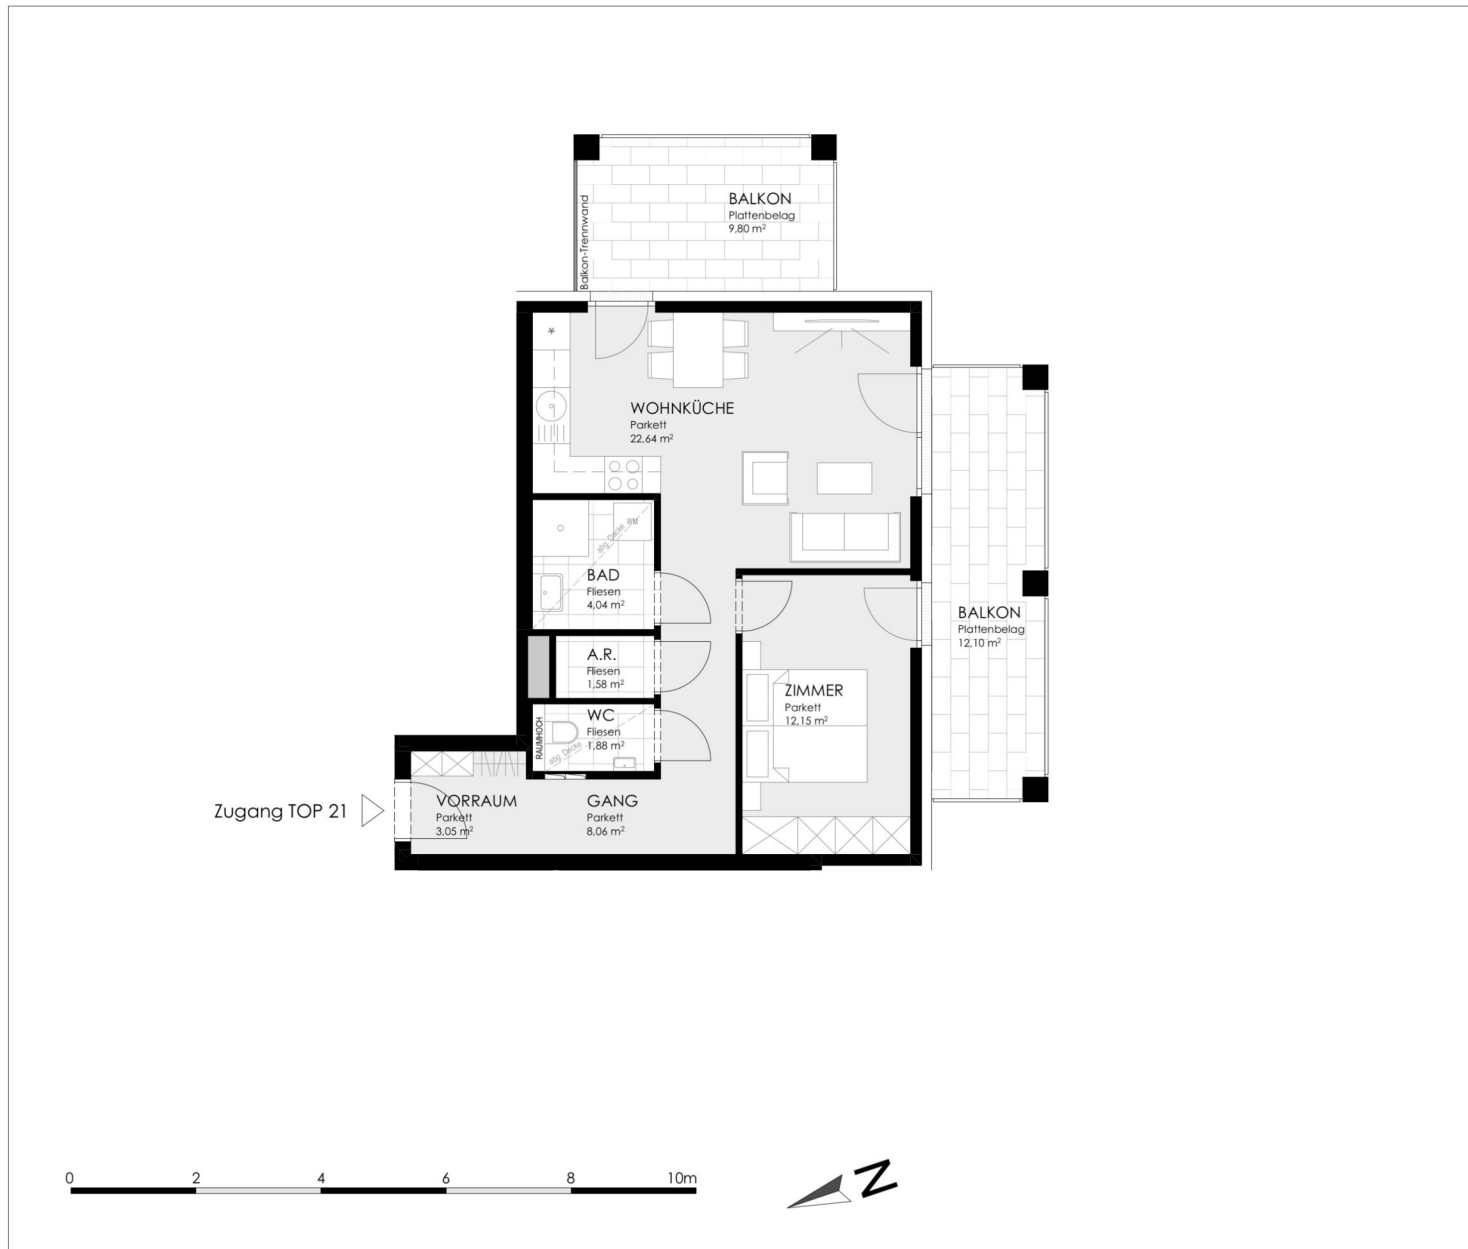 BALKON
Plattenbelag
9,80 m²
Balkon-Trennwand
*
WOHNKÜCHE
Parkett
22,64 m²
WM
abg. Decke
BAD
Fliesen
4,04 m²
BALKON
Plattenbelag
12,10 m²
A.R.
Fliesen
1,58 m²
ZIMMER
Parkett
12,15 m²
WC
Fliesen
1,88 m²
RAUMHOCH
abg. Decke
Zugang TOP 21
VORRAUM
Parkett
3,05 m²
GANG
Parkett
8,06 m²
0 2 4 6 8 10m
N